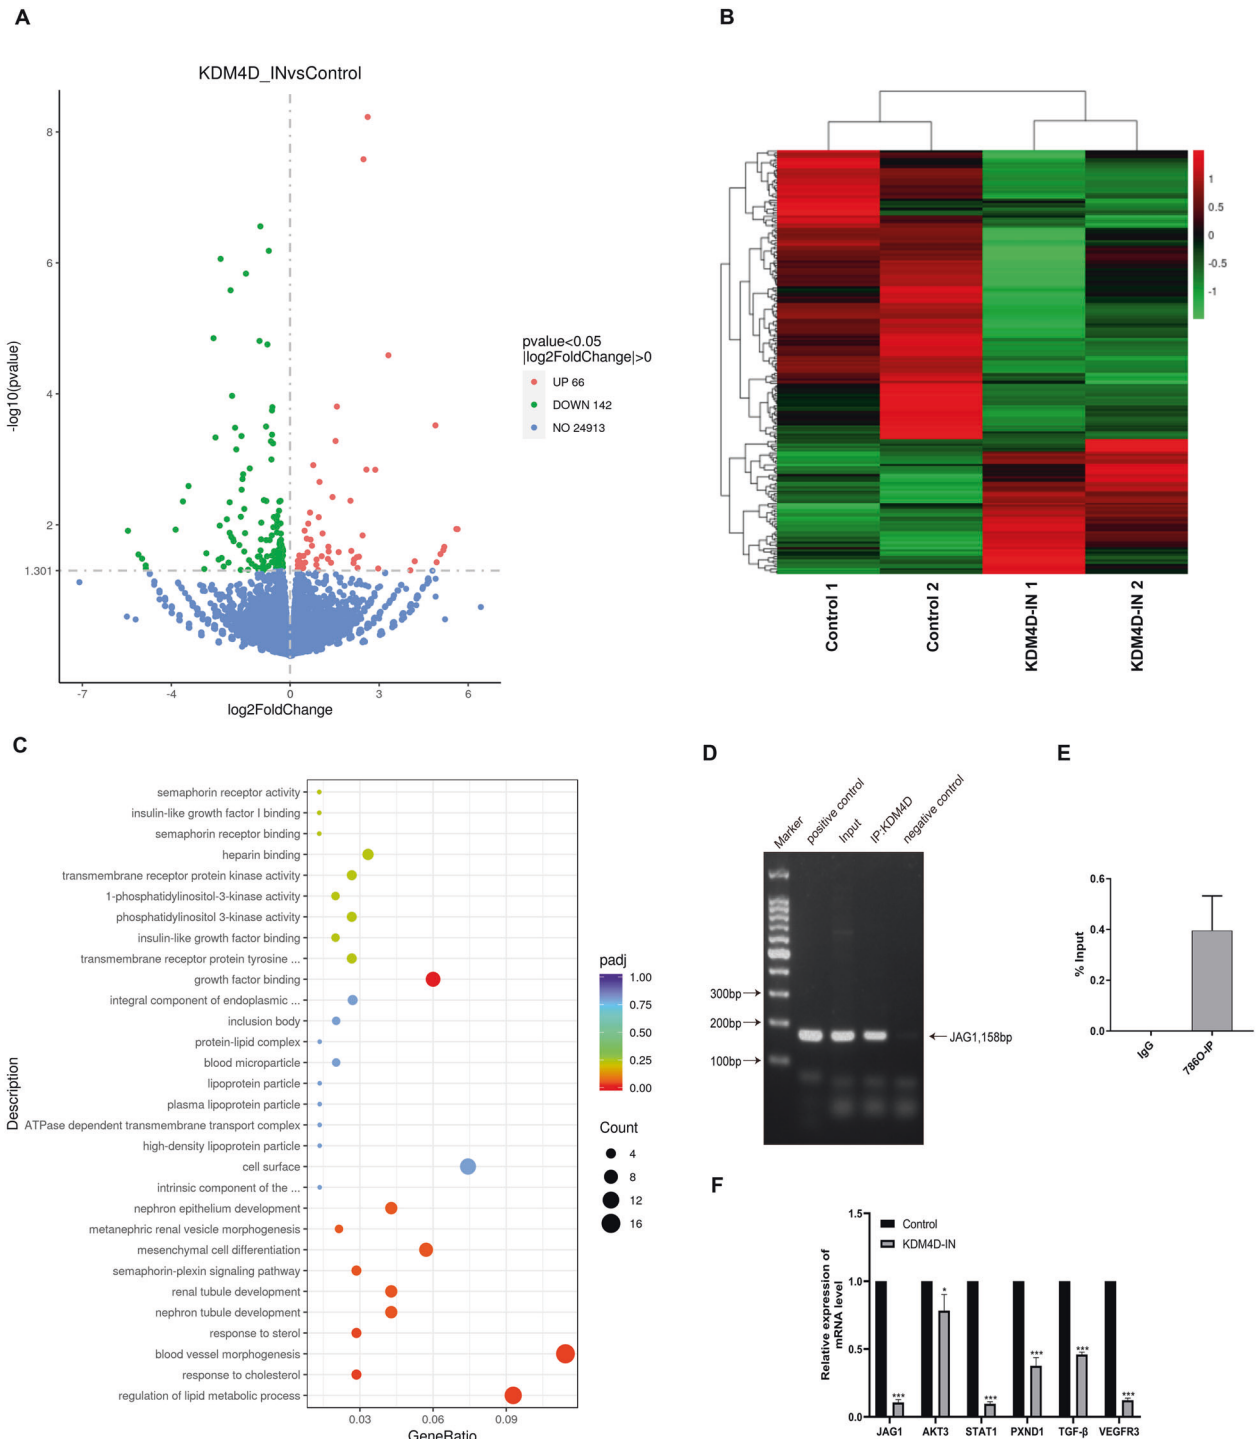 A
KDM4D_INvsControl
8
6
4
2
1.301
-log10(pvalue)
-7
-4
0
3
6
log2FoldChange
pvalue<0.05
|log2FoldChange|>0
UP 66
DOWN 142
NO 24913
B
1
0.5
0
-0.5
-1
Control 1
Control 2
KDM4D-IN 1
KDM4D-IN 2
C
Description
semaphorin receptor activity
insulin-like growth factor I binding
semaphorin receptor binding
heparin binding
transmembrane receptor protein kinase activity
1-phosphatidylinositol-3-kinase activity
phosphatidylinositol 3-kinase activity
insulin-like growth factor binding
transmembrane receptor protein tyrosine ...
growth factor binding
integral component of endoplasmic ...
inclusion body
protein-lipid complex
blood microparticle
lipoprotein particle
plasma lipoprotein particle
ATPase dependent transmembrane transport complex
high-density lipoprotein particle
cell surface
intrinsic component of the ...
nephron epithelium development
metanephric renal vesicle morphogenesis
mesenchymal cell differentiation
semaphorin-plexin signaling pathway
renal tubule development
nephron tubule development
response to sterol
blood vessel morphogenesis
response to cholesterol
regulation of lipid metabolic process
0.03
0.06
0.09
GeneRatio
padj
1.00
0.75
0.50
0.25
0.00
Count
4
8
12
16
D
Marker
positive control
Input
IP:KDM4D
negative control
300bp
200bp
100bp
JAG1,158bp
E
% Input
0.6
0.4
0.2
0.0
IgG
786O-IP
F
Relative expression of
mRNA level
1.5
1.0
0.5
0.0
Control
KDM4D-IN
***
*
***
***
***
***
JAG1
AKT3
STAT1
PXND1
TGF-β
VEGFR3